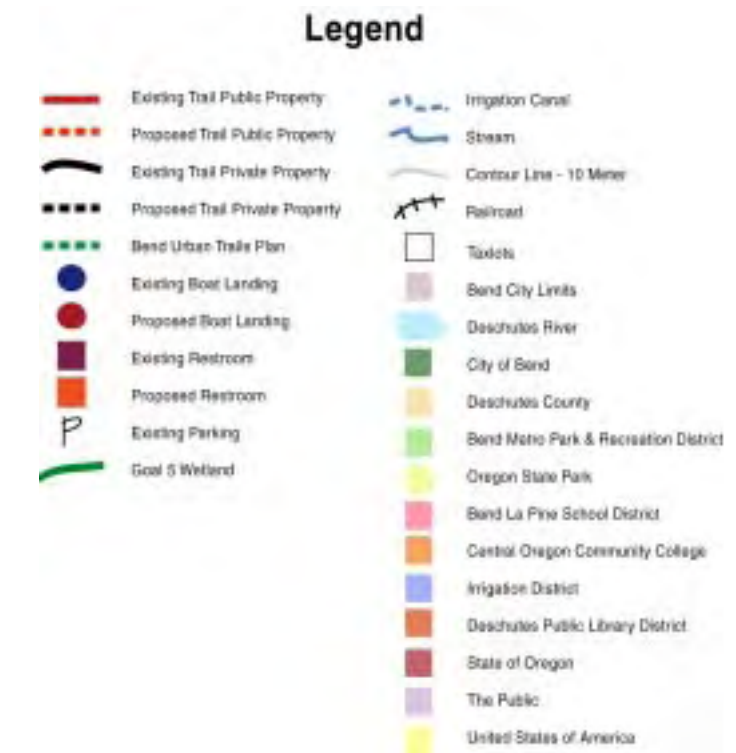 Legend
Existing Trail Public Property
Proposed Trail Public Property
Existing Trail Private Property
Proposed Trail Private Property
Bend Urban Trails Plan
Existing Boat Landing
Proposed Boat Landing
Existing Restroom
Proposed Restroom
P
Existing Parking
Goal 5 Wetland
Irrigation Canal
Stream
Contour Line - 10 Meter
Railroad
Taxlots
Bend City Limits
Deschutes River
City of Bend
Deschutes County
Bend Metro Park & Recreation District
Oregon State Park
Bend La Pine School District
Central Oregon Community College
Irrigation District
Deschutes Public Library District
State of Oregon
The Public
United States of America